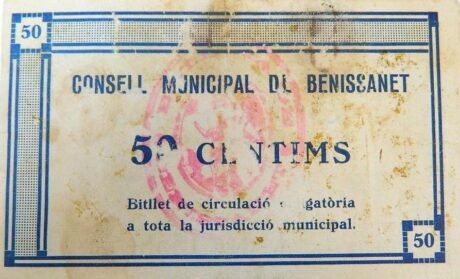 50
CONSELL MUNICIPAL DE BENISSANET
50 CENTIMS
Bitllet de circulació obligatòria
a tota la jurisdicció municipal.
50